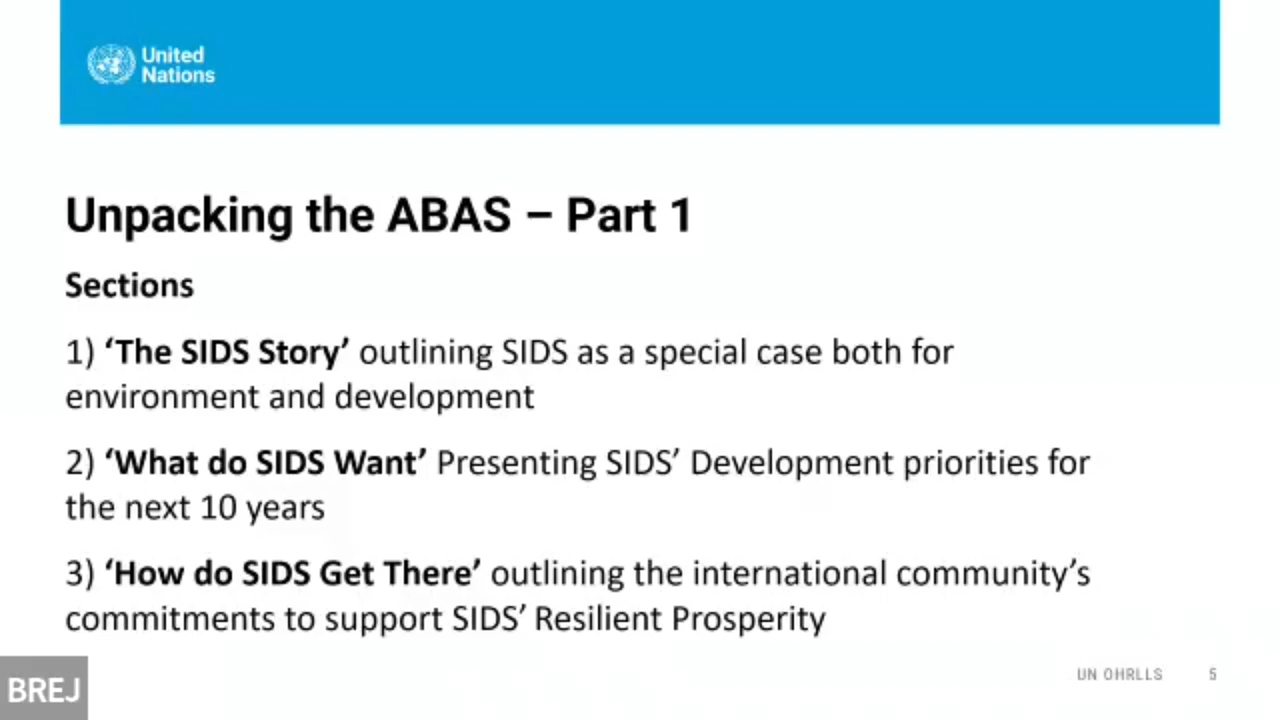 United
Nations
Unpacking the ABAS – Part 1
Sections
1) ‘The SIDS Story’ outlining SIDS as a special case both for
environment and development
2) ‘What do SIDS Want’ Presenting SIDS’ Development priorities for
the next 10 years
3) ‘How do SIDS Get There’ outlining the international community’s
commitments to support SIDS’ Resilient Prosperity
UN OHRLLS 5
BREJ